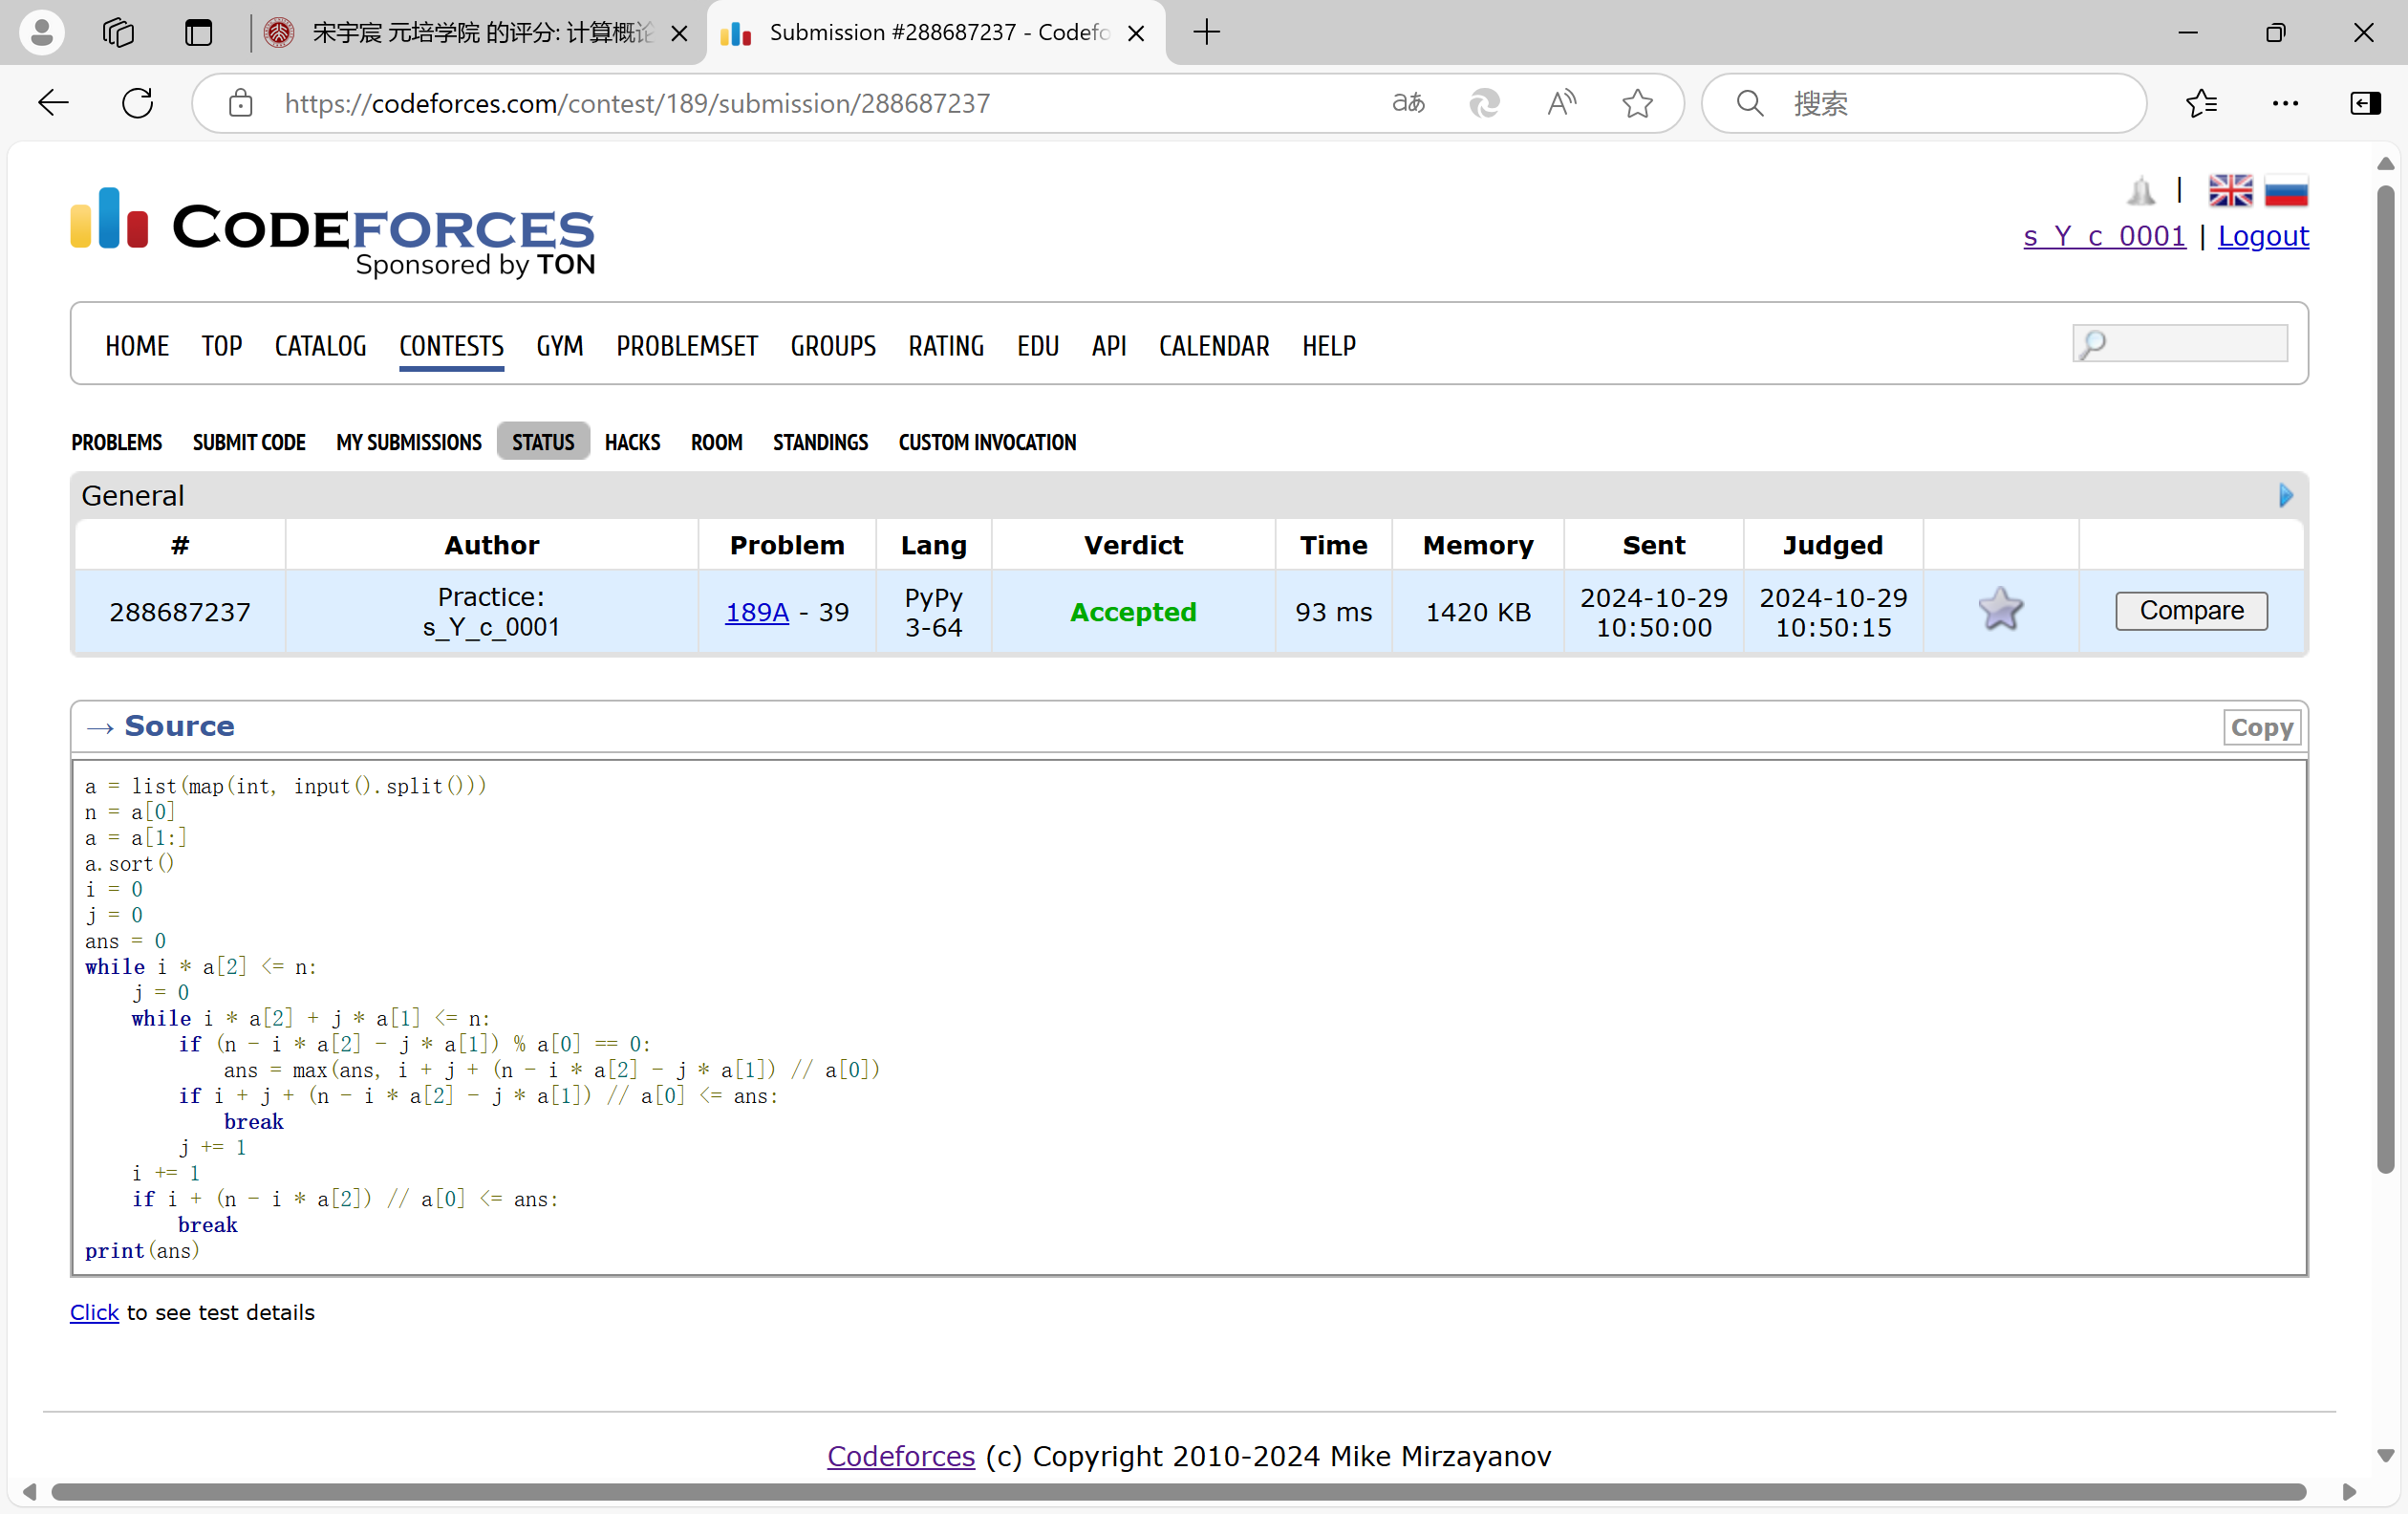 宋宇宸 元培学院 的评分: 计算概论
Submission #288687237 - Codefo
https://codeforces.com/contest/189/submission/288687237
搜索
CODEFORCES
Sponsored by TON
s_Y_c_0001 | Logout
HOME TOP CATALOG CONTESTS GYM PROBLEMSET GROUPS RATING EDU API CALENDAR HELP
PROBLEMS SUBMIT CODE MY SUBMISSIONS STATUS HACKS ROOM STANDINGS CUSTOM INVOCATION
General
# Author Problem Lang Verdict Time Memory Sent Judged
288687237 Practice: s_Y_c_0001 189A - 39 PyPy 3-64 Accepted 93 ms 1420 KB 2024-10-29 10:50:00 2024-10-29 10:50:15 Compare
→ Source Copy
a = list(map(int, input().split()))
n = a[0]
a = a[1:]
a.sort()
i = 0
j = 0
ans = 0
while i * a[2] <= n:
    j = 0
    while i * a[2] + j * a[1] <= n:
        if (n - i * a[2] - j * a[1]) % a[0] == 0:
            ans = max(ans, i + j + (n - i * a[2] - j * a[1]) // a[0])
        if i + j + (n - i * a[2] - j * a[1]) // a[0] <= ans:
            break
        j += 1
    i += 1
    if i + (n - i * a[2]) // a[0] <= ans:
        break
print(ans)
Click to see test details
Codeforces (c) Copyright 2010-2024 Mike Mirzayanov